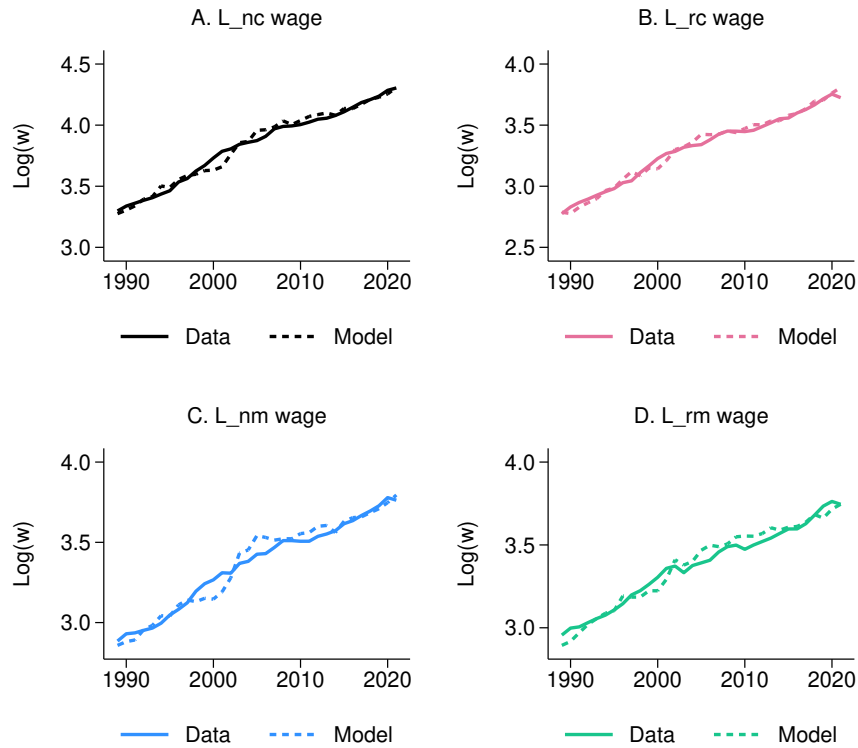 A. L_nc wage
Log(w)
4.5
4.0
3.5
3.0
1990 2000 2010 2020
Data Model
B. L_rc wage
Log(w)
4.0
3.5
3.0
2.5
1990 2000 2010 2020
Data Model
C. L_nm wage
Log(w)
4.0
3.5
3.0
1990 2000 2010 2020
Data Model
D. L_rm wage
Log(w)
4.0
3.5
3.0
1990 2000 2010 2020
Data Model